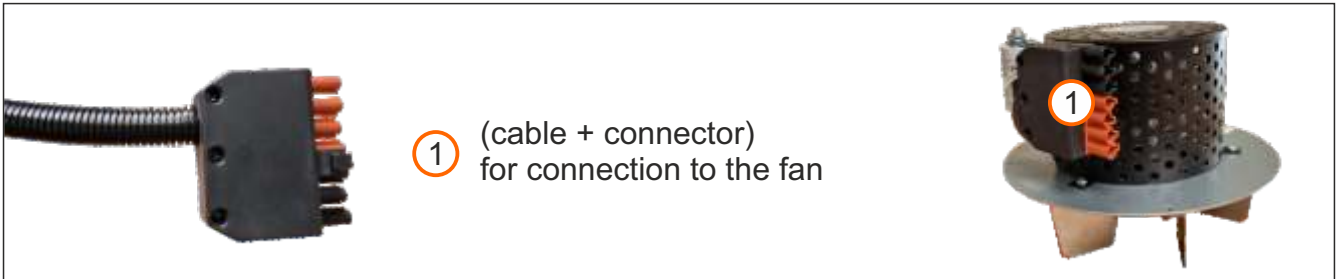 1
(cable + connector)
for connection to the fan
1